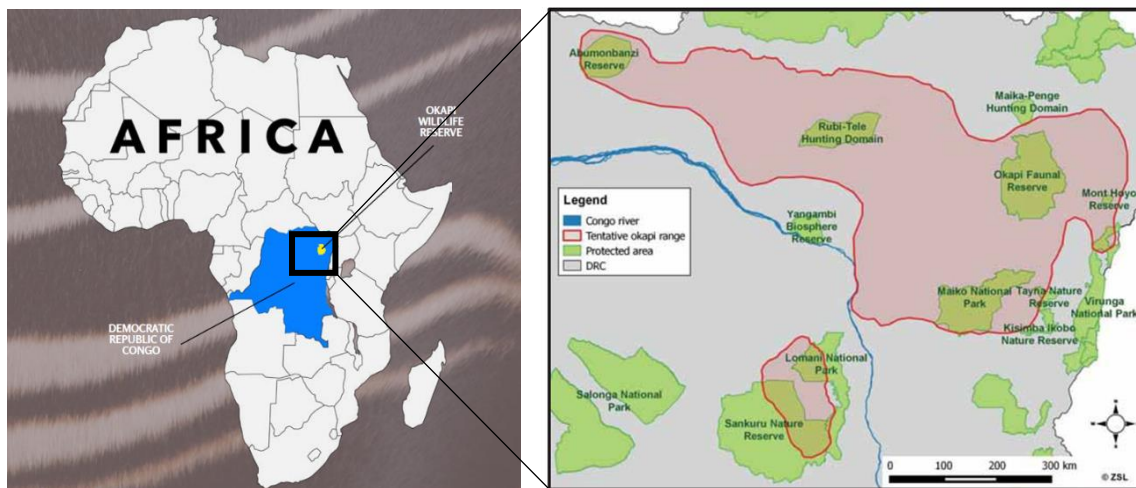 AFRICA
OKAPI
WILDLIFE
RESERVE
DEMOCRATIC
REPUBLIC OF
CONGO
Abumonbanzi
Reserve
Rubi-Tele
Hunting Domain
Maika-Penge
Hunting Domain
Okapi Faunal
Reserve
Mont Hoyo
Reserve
Legend
Congo river
Tentative okapi range
Protected area
DRC
Yangambi
Biosphere
Reserve
Maiko National
Park
Tayna Nature
Reserve
Virunga
National Park
Kisimba Ikobo
Nature Reserve
Lomani National
Park
Salonga National
Park
Sankuru Nature
Reserve
0 100 200 300 km
© ZSL